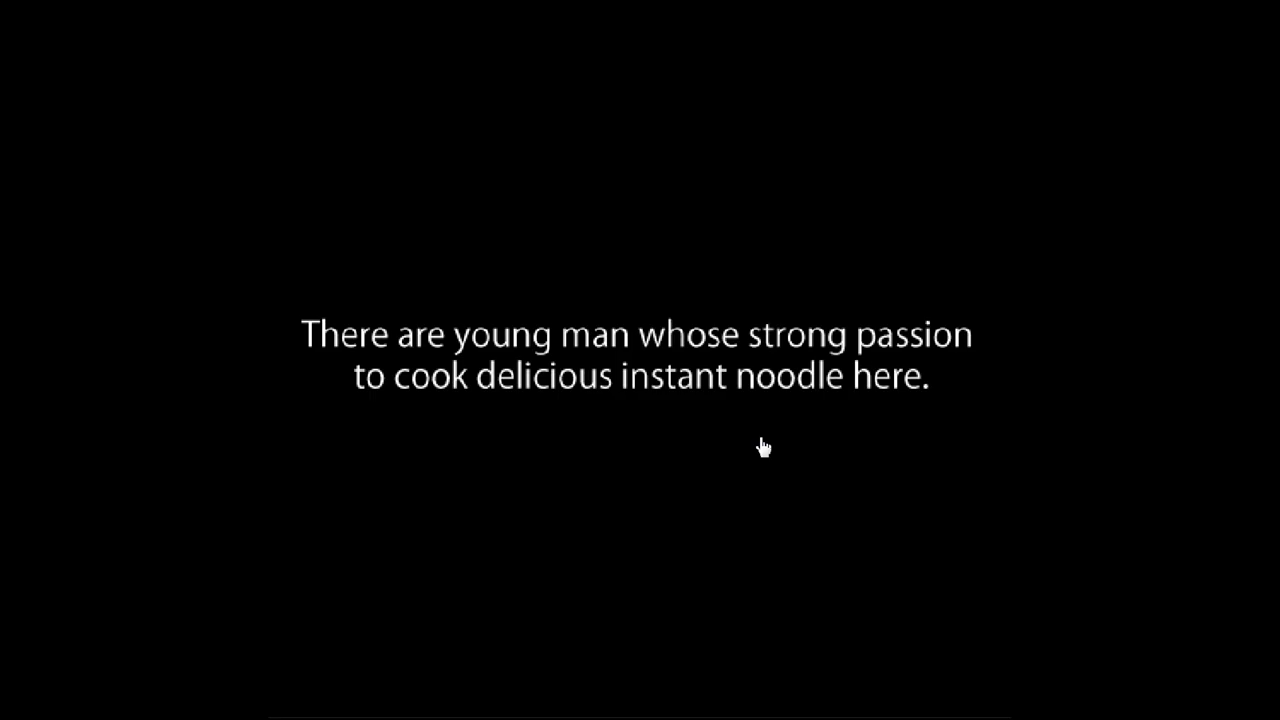 There are young man whose strong passion
to cook delicious instant noodle here.